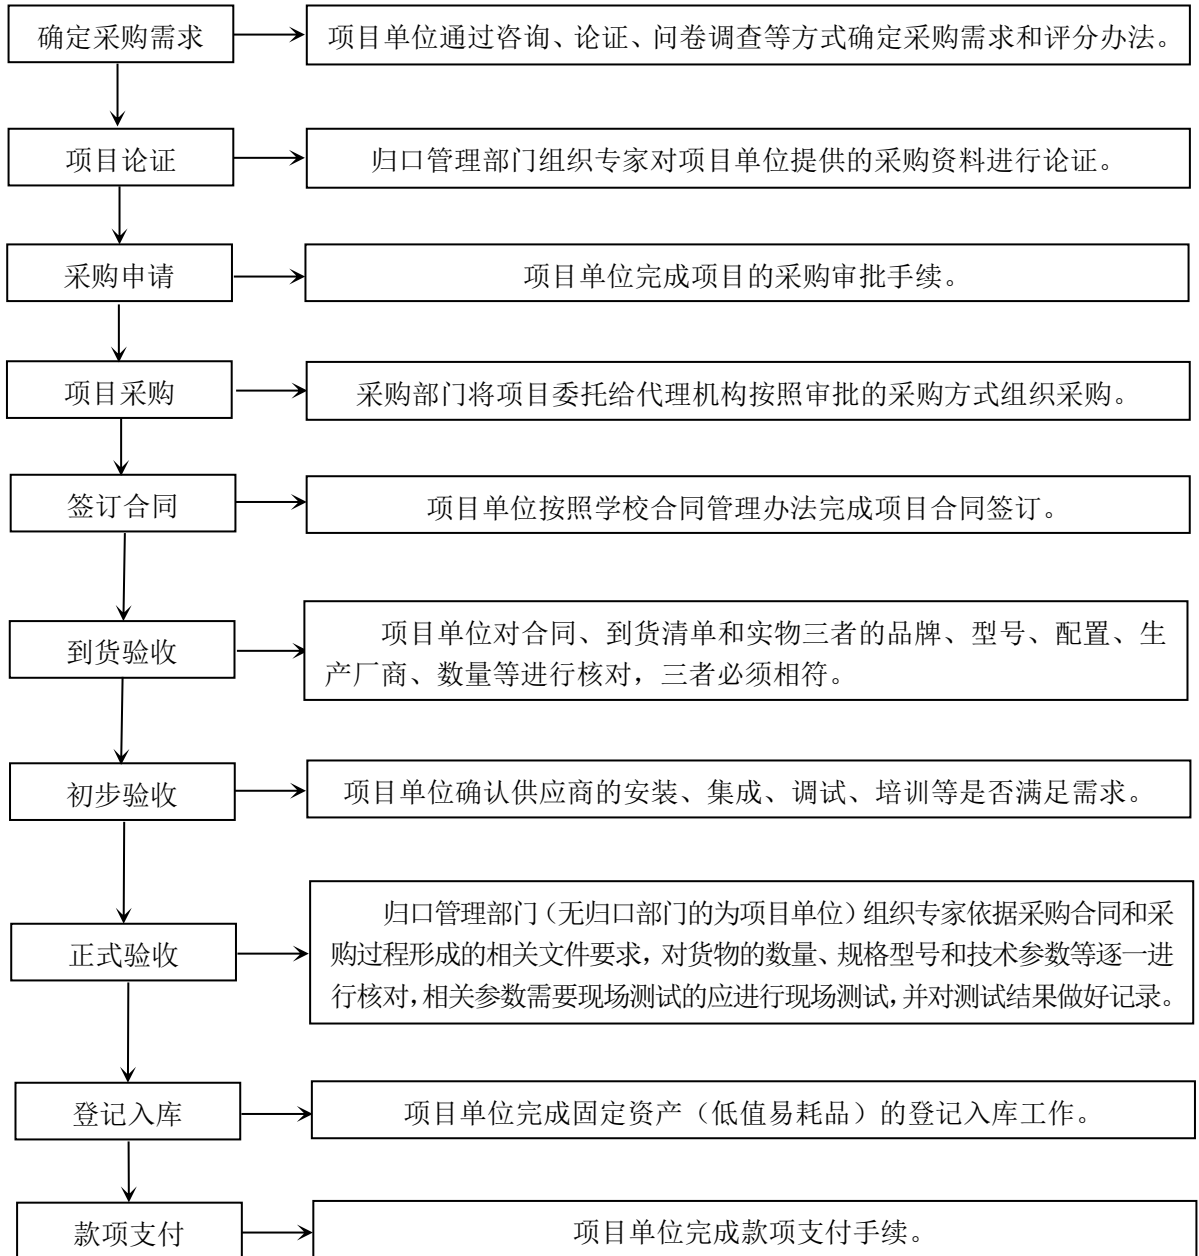 确定采购需求
项目单位通过咨询、论证、问卷调查等方式确定采购需求和评分办法。
项目论证
归口管理部门组织专家对项目单位提供的采购资料进行论证。
采购申请
项目单位完成项目的采购审批手续。
项目采购
采购部门将项目委托给代理机构按照审批的采购方式组织采购。
签订合同
项目单位按照学校合同管理办法完成项目合同签订。
到货验收
项目单位对合同、到货清单和实物三者的品牌、型号、配置、生
产厂商、数量等进行核对，三者必须相符。
初步验收
项目单位确认供应商的安装、集成、调试、培训等是否满足需求。
正式验收
归口管理部门（无归口部门的为项目单位）组织专家依据采购合同和采
购过程形成的相关文件要求，对货物的数量、规格型号和技术参数等逐一进
行核对，相关参数需要现场测试的应进行现场测试，并对测试结果做好记录。
登记入库
项目单位完成固定资产（低值易耗品）的登记入库工作。
款项支付
项目单位完成款项支付手续。